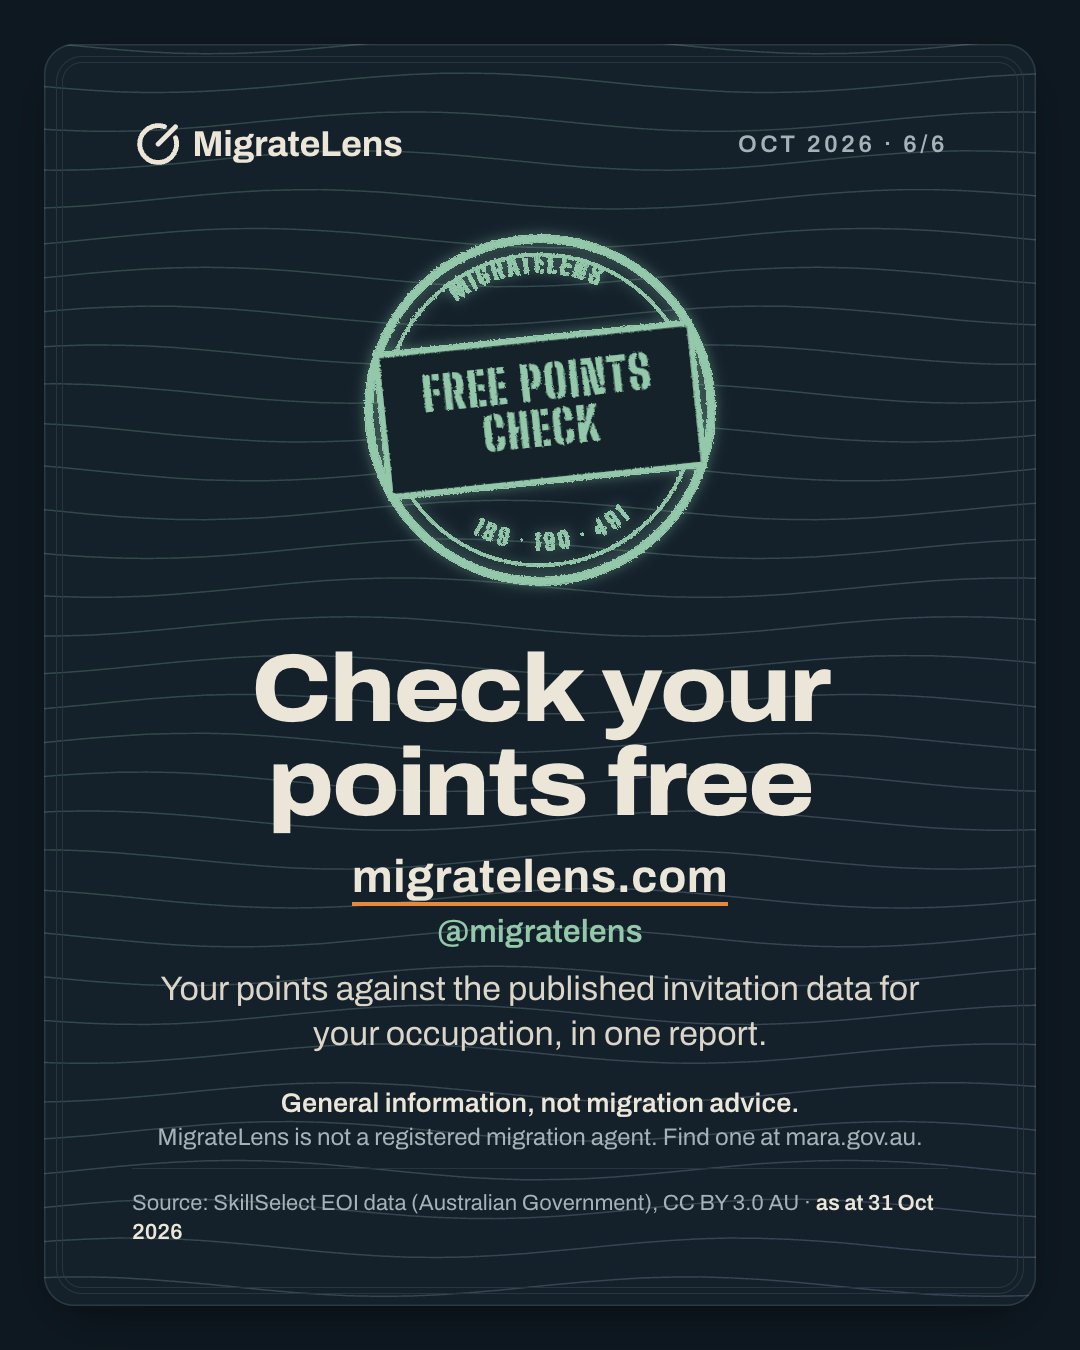 MigrateLens
OCT 2026 · 6/6
MIGRATELENS
FREE POINTS
CHECK
189 · 190 · 491
Check your
points free
migratelens.com
@migratelens
Your points against the published invitation data for
your occupation, in one report.
General information, not migration advice.
MigrateLens is not a registered migration agent. Find one at mara.gov.au.
Source: SkillSelect EOI data (Australian Government), CC BY 3.0 AU · as at 31 Oct
2026